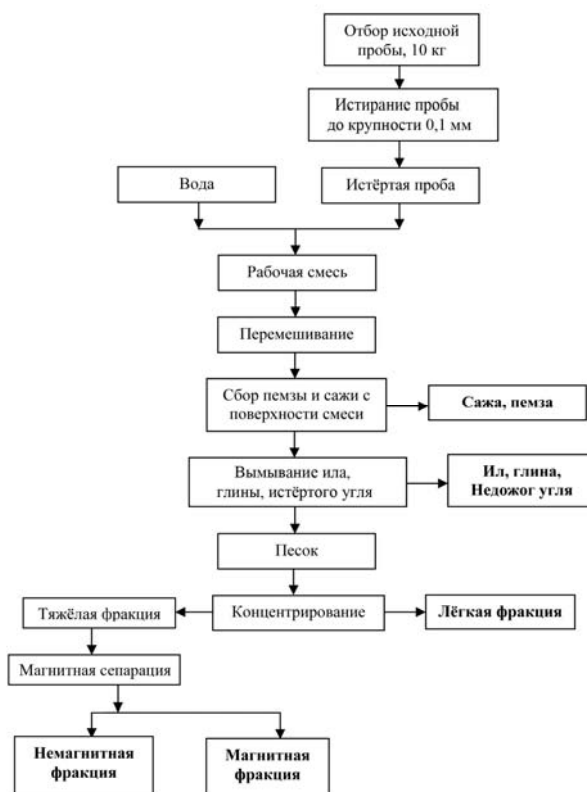 Отбор исходной
пробы, 10 кг
Истирание пробы
до крупности 0,1 мм
Вода
Истёртая проба
Рабочая смесь
Перемешивание
Сбор пемзы и сажи с
поверхности смеси
Сажа, пемза
Вымывание ила,
глины, истёртого угля
Ил, глина,
Недожог угля
Песок
Тяжёлая фракция
Концентрирование
Лёгкая фракция
Магнитная сепарация
Немагнитная
фракция
Магнитная
фракция